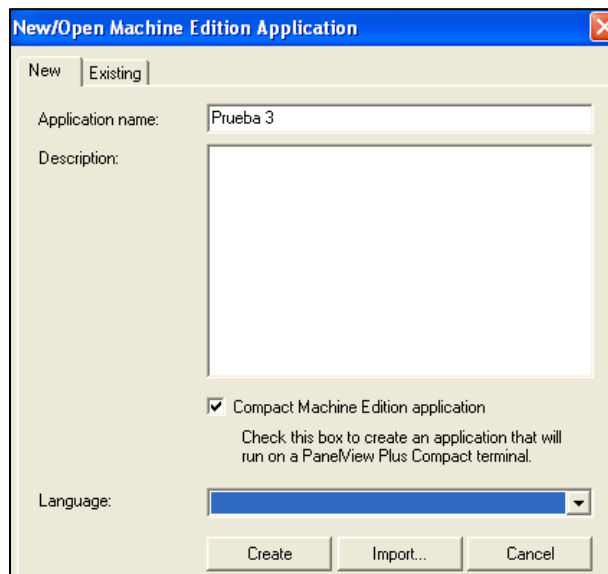 New/Open Machine Edition Application
New Existing
Application name: Prueba 3
Description:
Compact Machine Edition application
Check this box to create an application that will
run on a PanelView Plus Compact terminal.
Language:
Create Import... Cancel